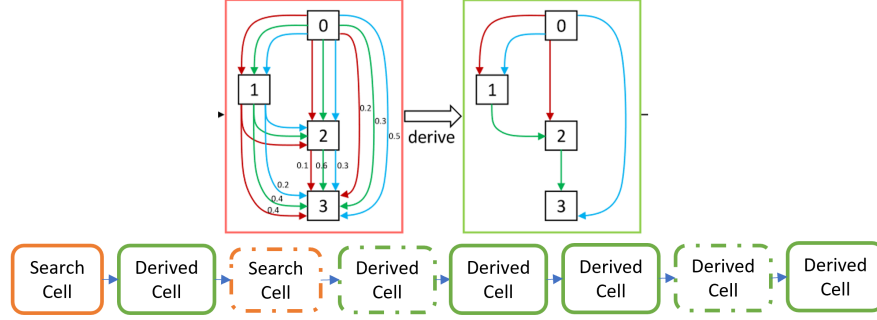 0
0
1
1
0.2
0.3
derive
0.5
2
2
0.1
0.6
0.3
0.2
0.4
0.4
3
3
Search
Cell
Derived
Cell
Search
Cell
Derived
Cell
Derived
Cell
Derived
Cell
Derived
Cell
Derived
Cell